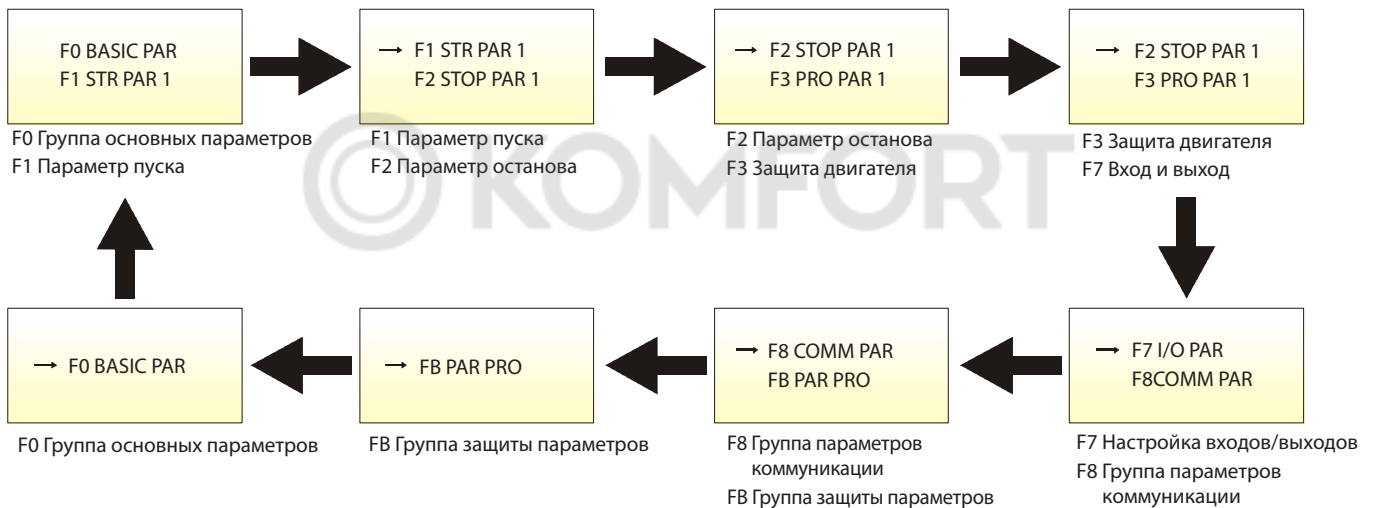 F0 BASIC PAR
F1 STR PAR 1
F0 Группа основных параметров
F1 Параметр пуска
→ F1 STR PAR 1
F2 STOP PAR 1
F1 Параметр пуска
F2 Параметр останова
→ F2 STOP PAR 1
F3 PRO PAR 1
F2 Параметр останова
F3 Защита двигателя
→ F2 STOP PAR 1
F3 PRO PAR 1
F3 Защита двигателя
F7 Вход и выход
→ F7 I/O PAR
F8COMM PAR
F7 Настройка входов/выходов
F8 Группа параметров
коммуникации
→ F8 COMM PAR
FB PAR PRO
F8 Группа параметров
коммуникации
FB Группа защиты параметров
→ FB PAR PRO
FB Группа защиты параметров
→ F0 BASIC PAR
F0 Группа основных параметров
KOMFORT